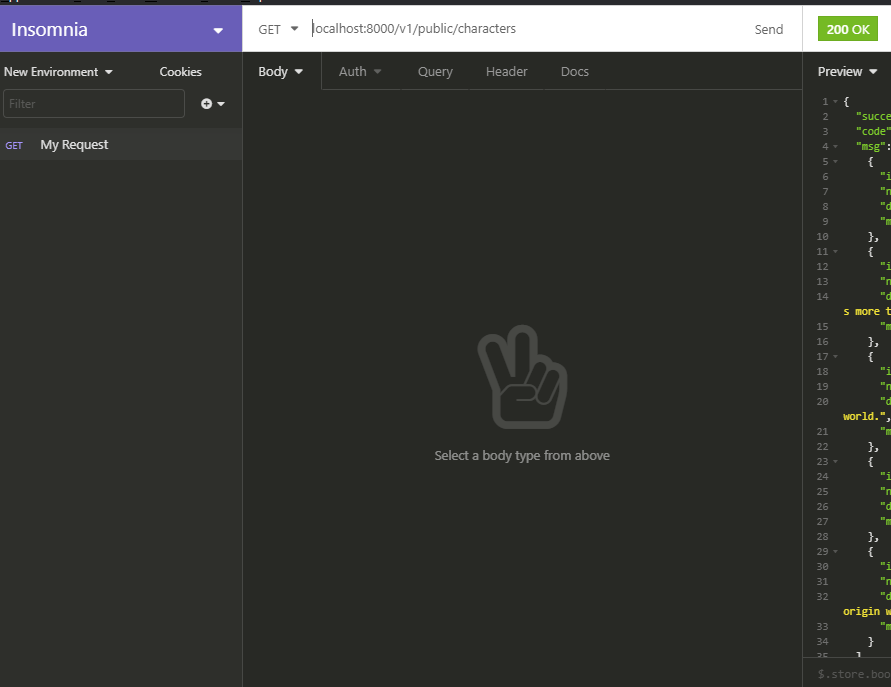 Insomnia
GET
localhost:8000/v1/public/characters
Send
200 OK
New Environment
Cookies
Body
Auth
Query
Header
Docs
Preview
Filter
GET My Request
Select a body type from above
1 {
2 "succe
3 "code"
4 "msg":
5 {
6 "i
7 "n
8 "d
9 "m
10 },
11 {
12 "i
13 "n
14 "d
s more t
15 "m
16 },
17 {
18 "i
19 "n
20 "d
world.",
21 "m
22 },
23 {
24 "i
25 "n
26 "d
27 "m
28 },
29 {
30 "i
31 "n
32 "d
origin w
33 "m
34 }
35 ]
$.store.boo